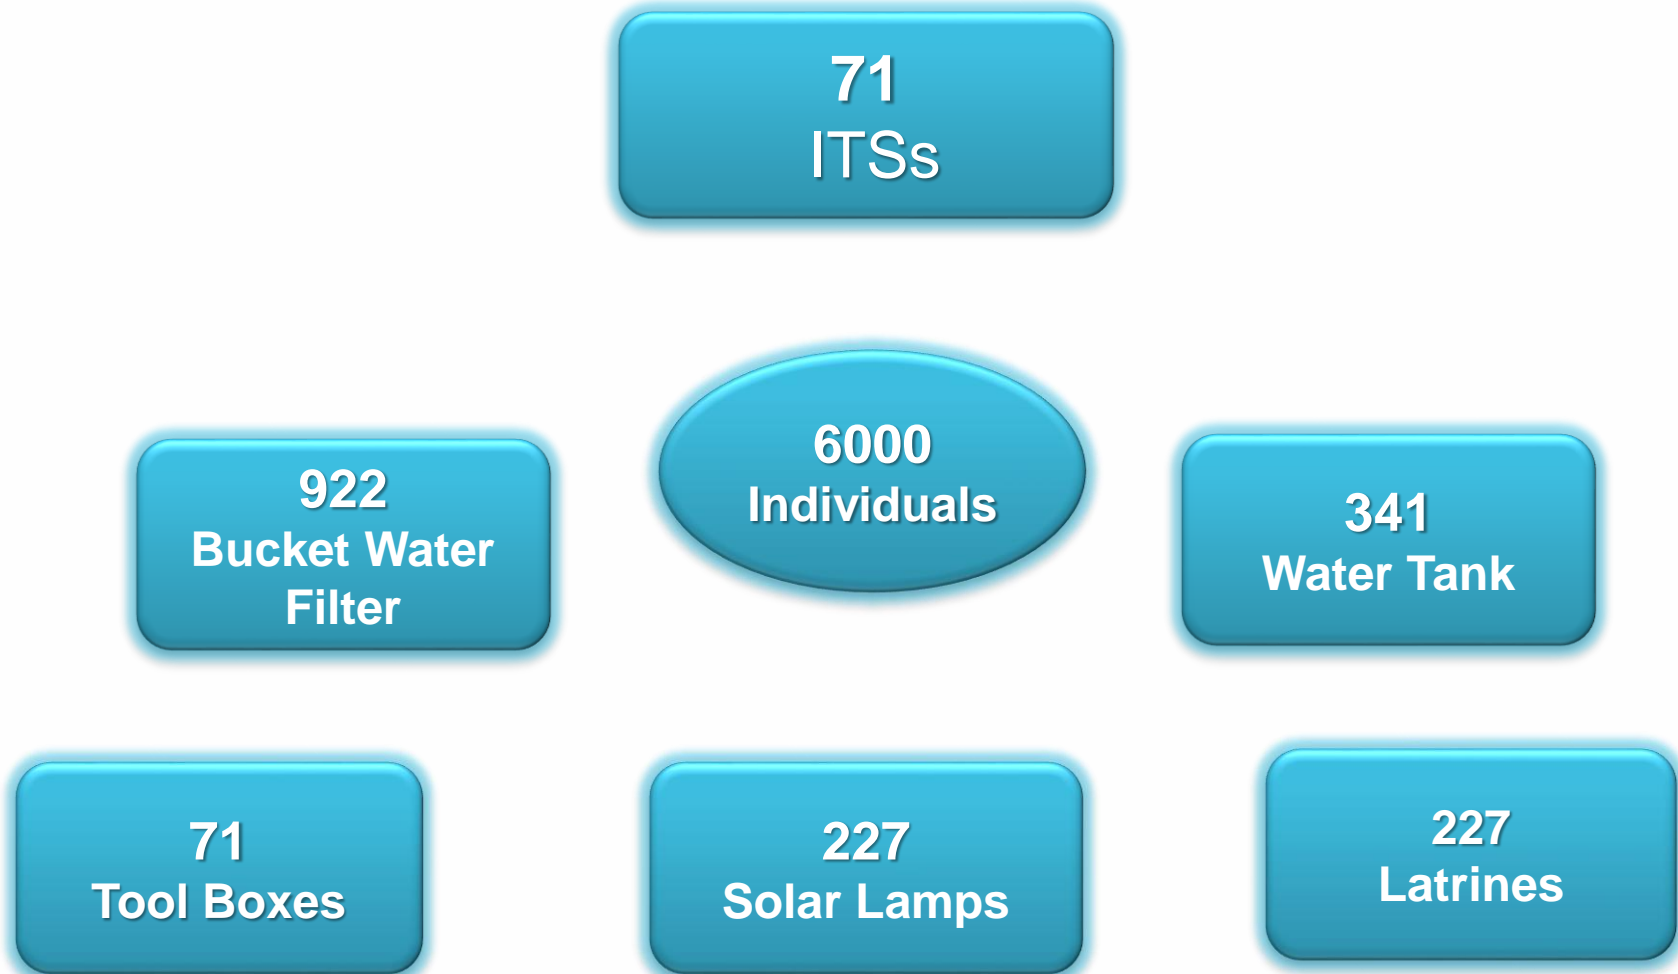 71
ITSs
6000
Individuals
922
Bucket Water
Filter
341
Water Tank
71
Tool Boxes
227
Solar Lamps
227
Latrines